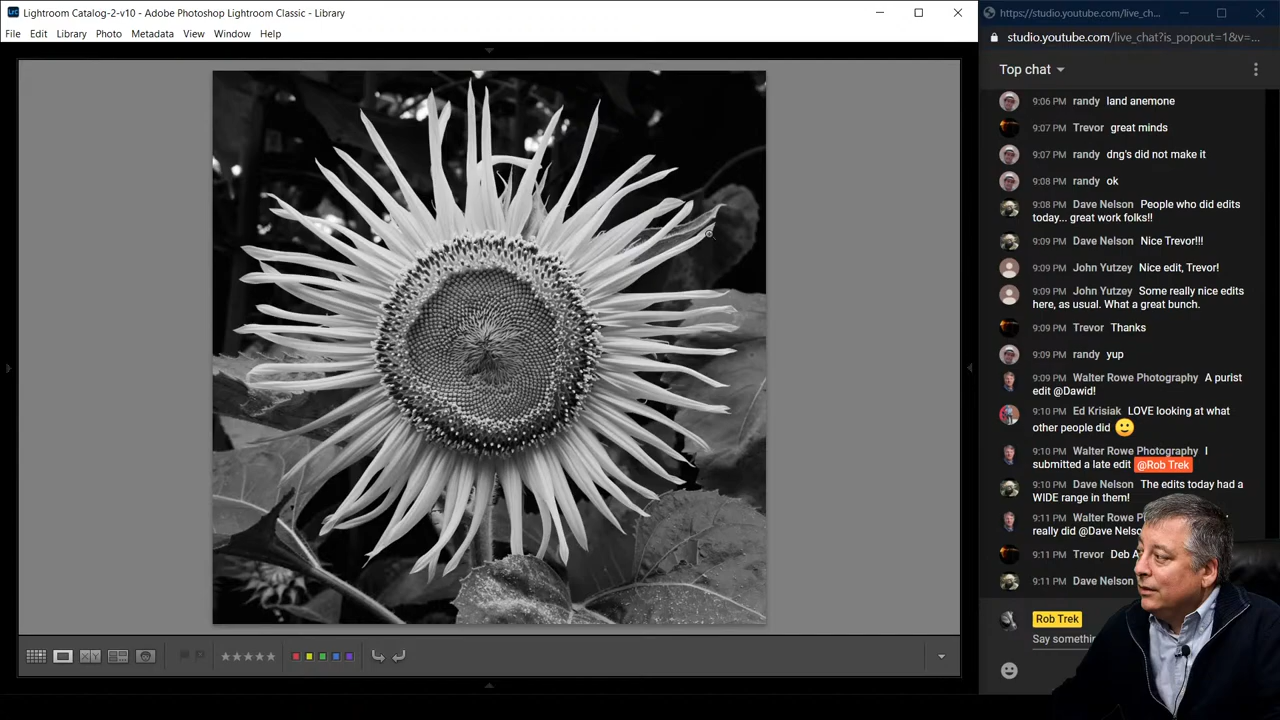 Lightroom Catalog-2-v10 - Adobe Photoshop Lightroom Classic - Library
File Edit Library Photo Metadata View Window Help
https://studio.youtube.com/live_ch...
studio.youtube.com/live_chat?is_popout=1&v=...
Top chat
9:06 PM randy land anemone
9:07 PM Trevor great minds
9:07 PM randy dng's did not make it
9:08 PM randy ok
9:08 PM Dave Nelson People who did edits
today... great work folks!!
9:09 PM Dave Nelson Nice Trevor!!!
9:09 PM John Yutzey Nice edit, Trevor!
9:09 PM John Yutzey Some really nice edits
here, as usual. What a great bunch.
9:09 PM Trevor Thanks
9:09 PM randy yup
9:09 PM Walter Rowe Photography A purist
edit @Dawid!
9:10 PM Ed Krisiak LOVE looking at what
other people did 🙂
9:10 PM Walter Rowe Photography I
submitted a late edit @Rob Trek
9:10 PM Dave Nelson The edits today had a
WIDE range in them!
9:11 PM Walter Rowe
really did @Dave
9:11 PM Trevor Deb
9:11 PM Dave Nelson
Rob Trek
Say
XY